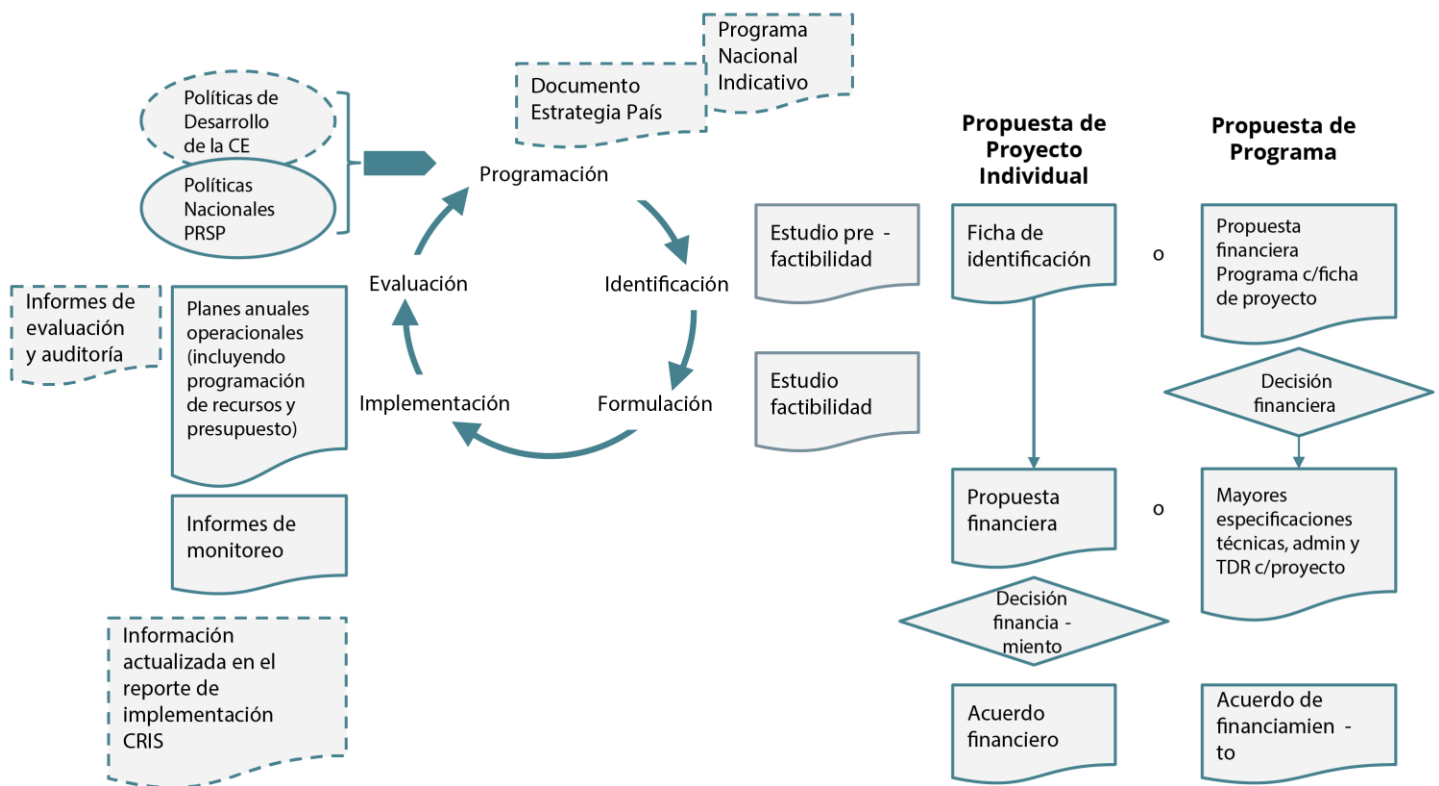 Programa
Nacional
Indicativo
Documento
Estrategia País
Políticas de
Desarrollo
de la CE
Políticas
Nacionales
PRSP
Programación
Evaluación
Identificación
Implementación
Formulación
Informes de
evaluación
y auditoría
Planes anuales
operacionales
(incluyendo
programación
de recursos y
presupuesto)
Informes de
monitoreo
Información
actualizada en el
reporte de
implementación
CRIS
Estudio pre -
factibilidad
Estudio
factibilidad
Propuesta de
Proyecto
Individual
Propuesta de
Programa
Ficha de
identificación
o
Propuesta
financiera
Programa c/ficha
de proyecto
Decisión
financiera
Propuesta
financiera
o
Mayores
especificaciones
técnicas, admin y
TDR c/proyecto
Decisión
financia -
miento
Acuerdo
financiero
Acuerdo de
financiamien -
to